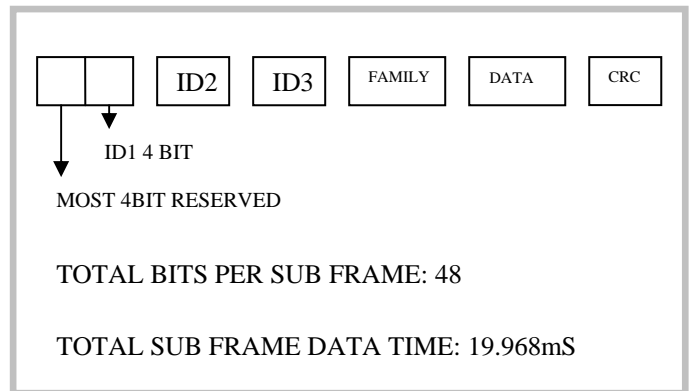 ID2 ID3 FAMILY DATA CRC
ID1 4 BIT
MOST 4BIT RESERVED
TOTAL BITS PER SUB FRAME: 48
TOTAL SUB FRAME DATA TIME: 19.968mS